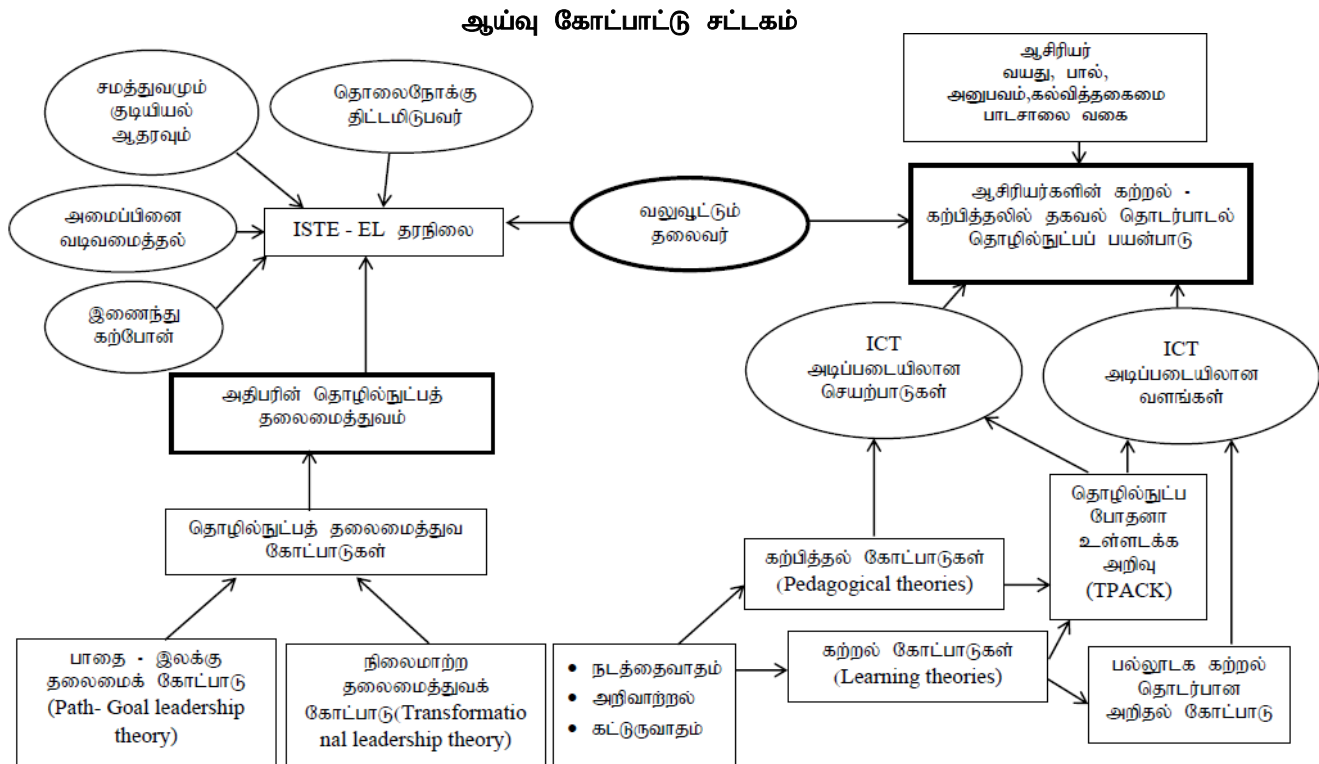 ஆய்வு கோட்பாட்டு சட்டகம்
சமத்துவமும்
குடியியல்
ஆதரவும்
தொலைநோக்கு
திட்டமிடுபவர்
ஆசிரியர்
வயது, பால்,
அனுபவம்,கல்வித்தகைமை
பாடசாலை வகை
அமைப்பினை
வடிவமைத்தல்
ISTE - EL தரநிலை
வலுவூட்டும்
தலைவர்
ஆசிரியர்களின் கற்றல் -
கற்பித்தலில் தகவல் தொடர்பாடல்
தொழில்நுட்பப் பயன்பாடு
இணைந்து
கற்போன்
ICT
அடிப்படையிலான
செயற்பாடுகள்
ICT
அடிப்படையிலான
வளங்கள்
அதிபரின் தொழில்நுட்பத்
தலைமைத்துவம்
தொழில்நுட்பத் தலைமைத்துவ
கோட்பாடுகள்
கற்பித்தல் கோட்பாடுகள்
(Pedagogical theories)
தொழில்நுட்ப
போதனா
உள்ளடக்க
அறிவு
(TPACK)
பாதை - இலக்கு
தலைமைக் கோட்பாடு
(Path- Goal leadership
theory)
நிலைமாற்ற
தலைமைத்துவக்
கோட்பாடு(Transformatio
nal leadership theory)
• நடத்தைவாதம்
• அறிவாற்றல்
• கட்டுருவாதம்
கற்றல் கோட்பாடுகள்
(Learning theories)
பல்லூடக கற்றல்
தொடர்பான
அறிதல் கோட்பாடு